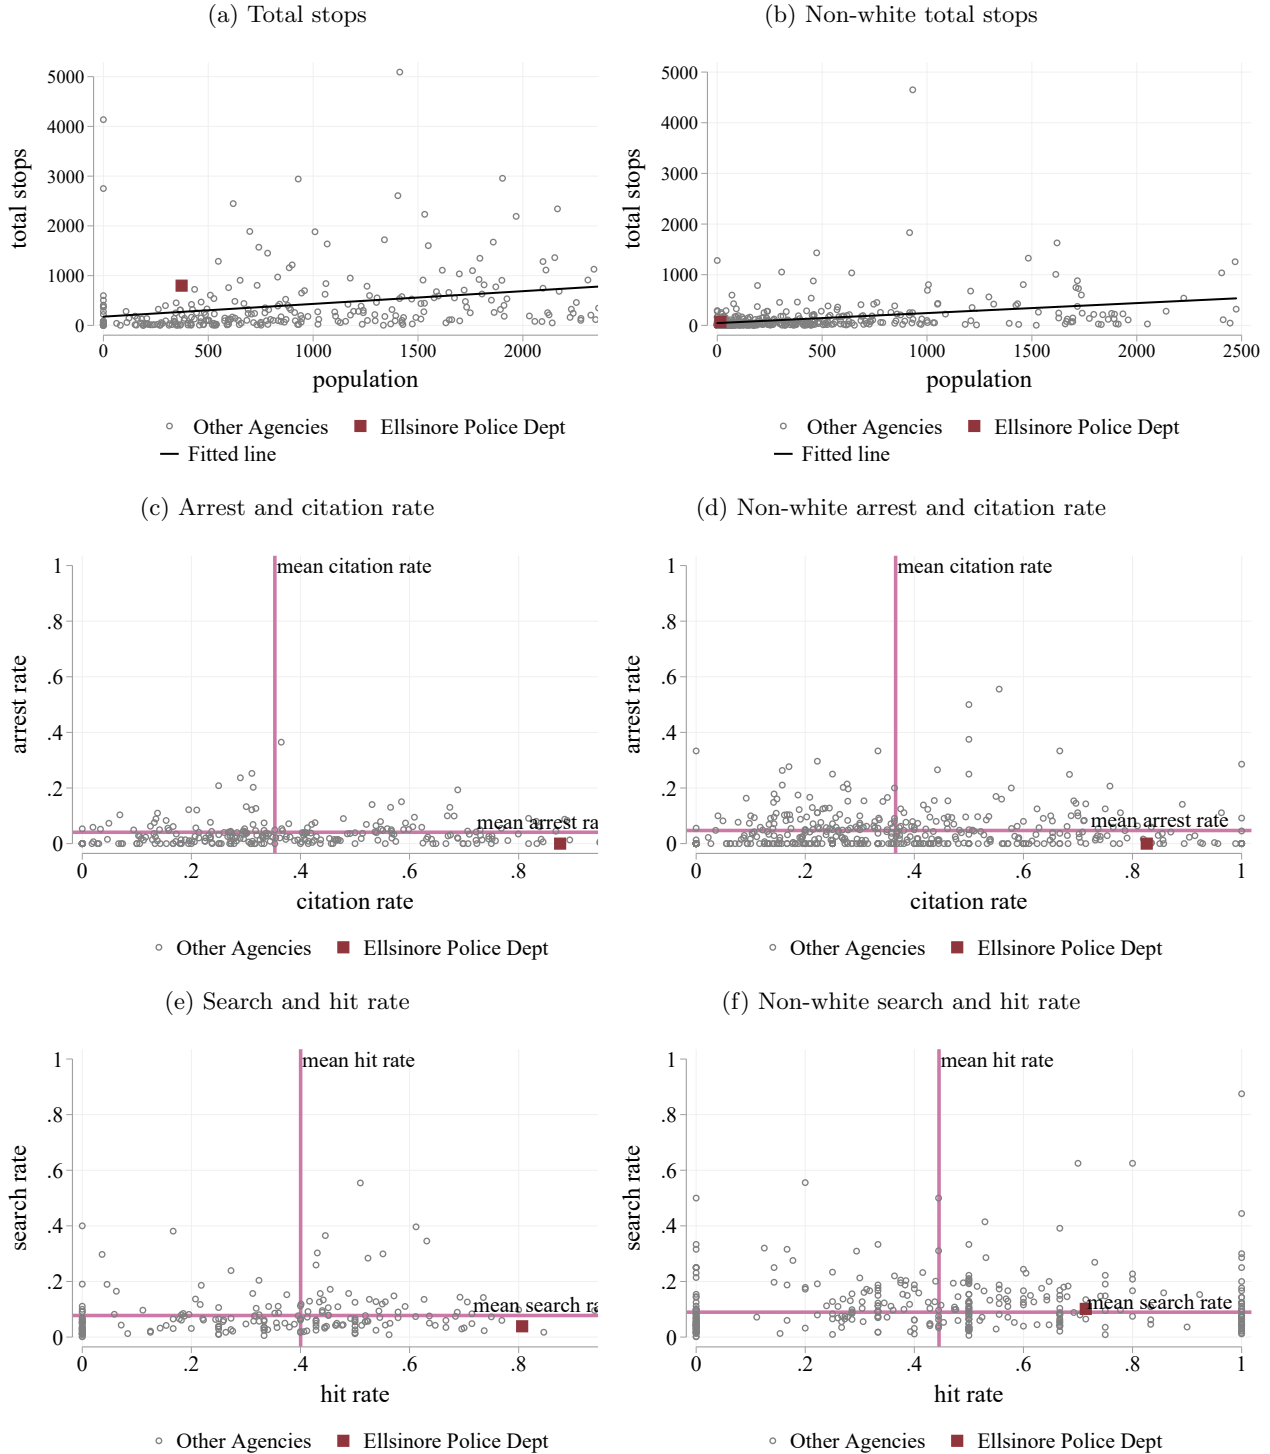 (a) Total stops
(b) Non-white total stops
total stops
5000
4000
3000
2000
1000
0
0 500 1000 1500 2000
population
Other Agencies Ellsinore Police Dept
Fitted line
total stops
5000
4000
3000
2000
1000
0
0 500 1000 1500 2000 2500
population
Other Agencies Ellsinore Police Dept
Fitted line
(c) Arrest and citation rate
(d) Non-white arrest and citation rate
arrest rate
1
.8
.6
.4
.2
0
mean citation rate
mean arrest ra
0 .2 .4 .6 .8
citation rate
Other Agencies Ellsinore Police Dept
arrest rate
1
.8
.6
.4
.2
0
mean citation rate
mean arrest rate
0 .2 .4 .6 .8 1
citation rate
Other Agencies Ellsinore Police Dept
(e) Search and hit rate
(f) Non-white search and hit rate
search rate
1
.8
.6
.4
.2
0
mean hit rate
mean search ra
0 .2 .4 .6 .8
hit rate
Other Agencies Ellsinore Police Dept
search rate
1
.8
.6
.4
.2
0
mean hit rate
mean search rate
0 .2 .4 .6 .8 1
hit rate
Other Agencies Ellsinore Police Dept